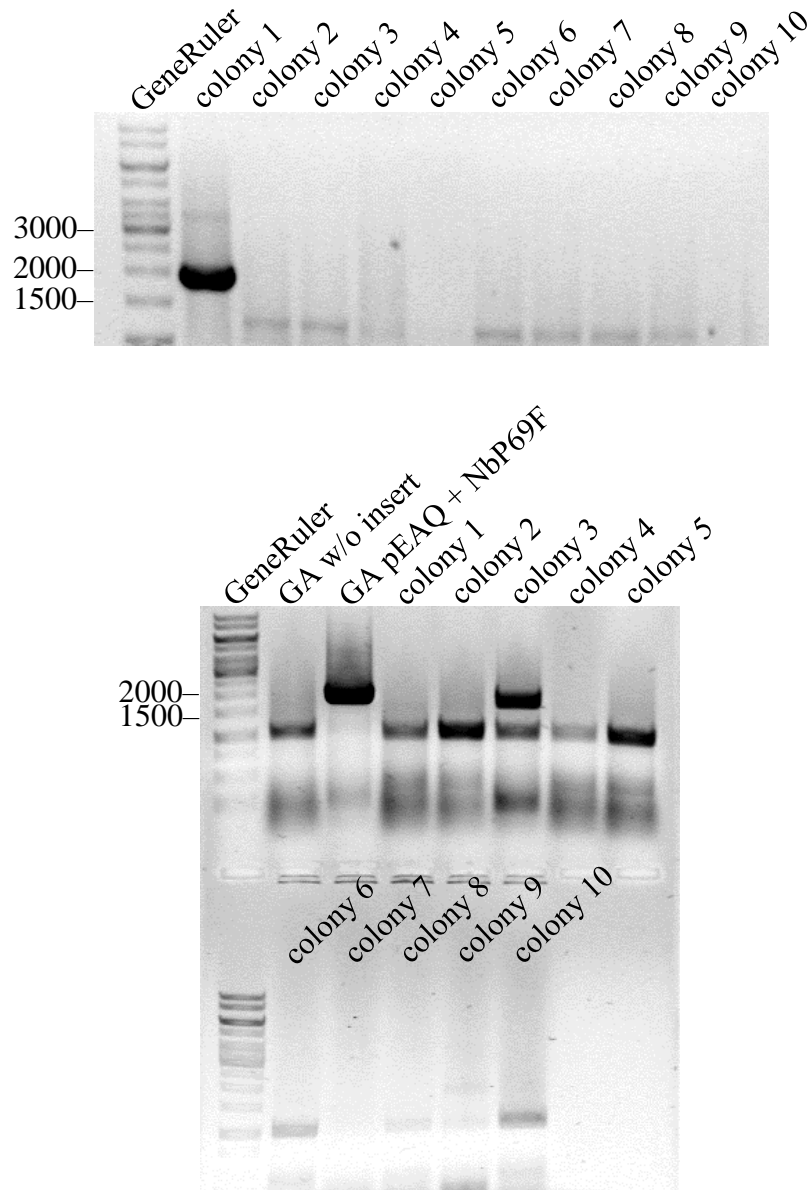 GeneRuler
colony 1
colony 2
colony 3
colony 4
colony 5
colony 6
colony 7
colony 8
colony 9
colony 10
3000
2000
1500
GeneRuler
GA w/o insert
GA pEAQ + NbP69F
colony 1
colony 2
colony 3
colony 4
colony 5
2000
1500
colony 6
colony 7
colony 8
colony 9
colony 10